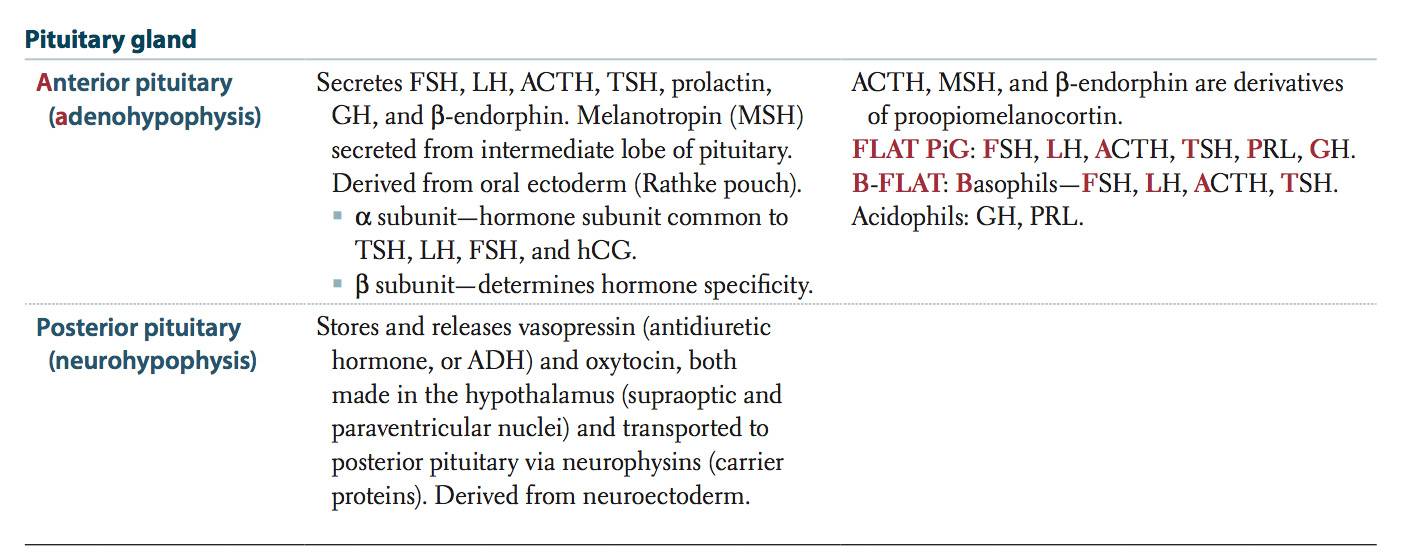 Pituitary gland
Anterior pituitary
(adenohypophysis)
Secretes FSH, LH, ACTH, TSH, prolactin,
GH, and β-endorphin. Melanotropin (MSH)
secreted from intermediate lobe of pituitary.
Derived from oral ectoderm (Rathke pouch).
▪ α subunit—hormone subunit common to
TSH, LH, FSH, and hCG.
▪ β subunit—determines hormone specificity.
ACTH, MSH, and β-endorphin are derivatives
of proopiomelanocortin.
FLAT PiG: FSH, LH, ACTH, TSH, PRL, GH.
B-FLAT: Basophils—FSH, LH, ACTH, TSH.
Acidophils: GH, PRL.
Posterior pituitary
(neurohypophysis)
Stores and releases vasopressin (antidiuretic
hormone, or ADH) and oxytocin, both
made in the hypothalamus (supraoptic and
paraventricular nuclei) and transported to
posterior pituitary via neurophysins (carrier
proteins). Derived from neuroectoderm.